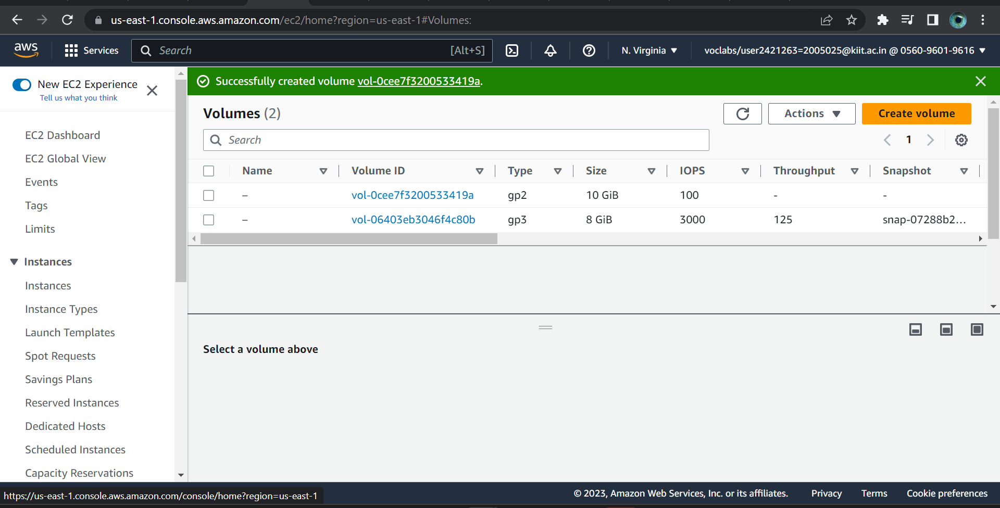 us-east-1.console.aws.amazon.com/ec2/home?region=us-east-1#Volumes:
aws
Services
Search
[Alt+S]
N. Virginia
voclabs/user2421263=2005025@kiit.ac.in @ 0560-9601-9616
New EC2 Experience
Tell us what you think
EC2 Dashboard
EC2 Global View
Events
Tags
Limits
Instances
Instances
Instance Types
Launch Templates
Spot Requests
Savings Plans
Reserved Instances
Dedicated Hosts
Scheduled Instances
Capacity Reservations
Successfully created volume vol-0cee7f3200533419a.
Volumes (2)
Actions
Create volume
Search
1
Name Volume ID Type Size IOPS Throughput Snapshot
– vol-0cee7f3200533419a gp2 10 GiB 100 - -
– vol-06403eb3046f4c80b gp3 8 GiB 3000 125 snap-07288b2...
Select a volume above
https://us-east-1.console.aws.amazon.com/console/home?region=us-east-1
© 2023, Amazon Web Services, Inc. or its affiliates.
Privacy
Terms
Cookie preferences